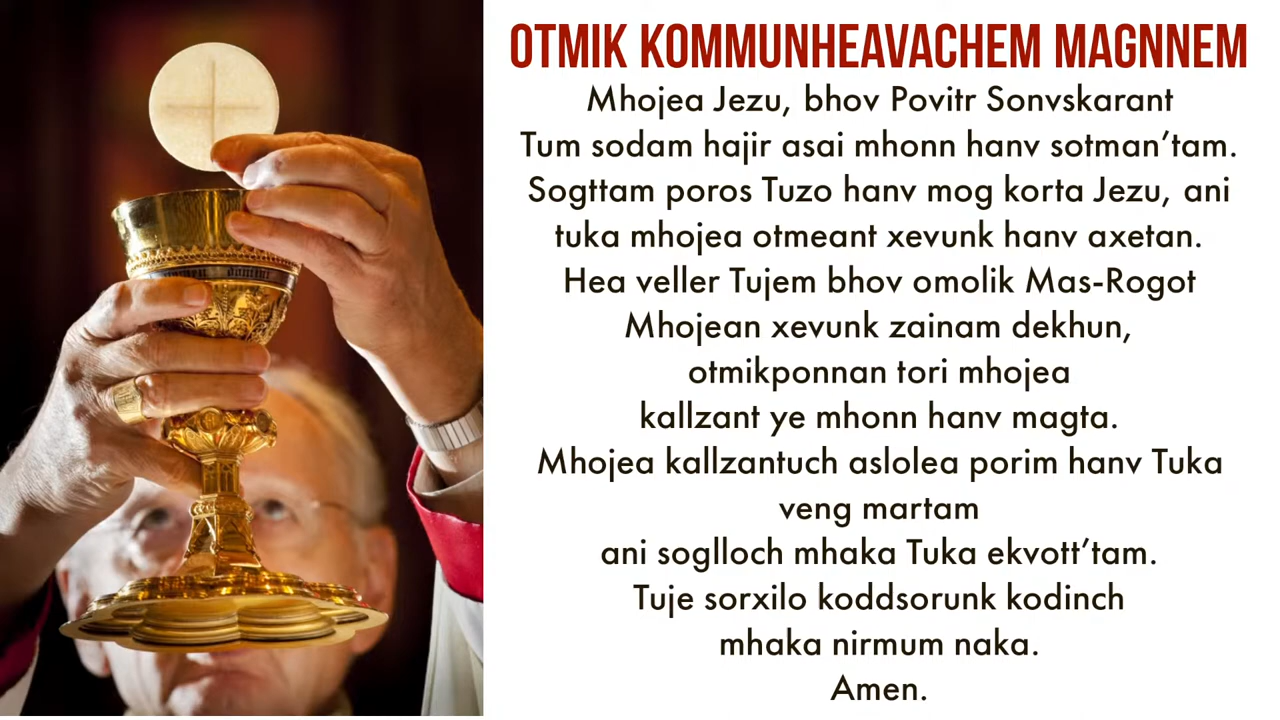 OTMIK KOMMUNHEAVACHEM MAGNNEM
Mhojea Jezu, bhov Povitr Sonvskarant
Tum sodam hajir asai mhonn hanv sotman’tam.
Sogttam poros Tuzo hanv mog korta Jezu, ani
tuka mhojea otmeant xevunk hanv axetan.
Hea veller Tujem bhov omolik Mas-Rogot
Mhojean xevunk zainam dekhun,
otmikponnan tori mhojea
kallzant ye mhonn hanv magta.
Mhojea kallzantuch aslolea porim hanv Tuka
veng martam
ani soglloch mhaka Tuka ekvott’tam.
Tuje sorxilo koddsorunk kodinch
mhaka nirmum naka.
Amen.
domini